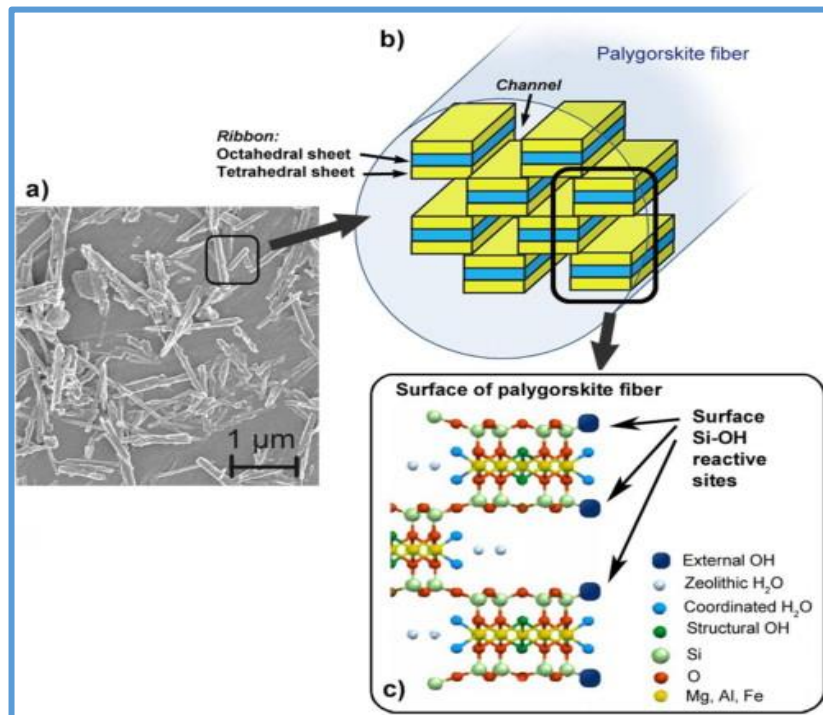 b)
Palygorskite fiber
Channel
Ribbon:
Octahedral sheet
Tetrahedral sheet
a)
1 μm
Surface of palygorskite fiber
Surface
Si-OH
reactive
sites
External OH
Zeolithic H₂O
Coordinated H₂O
Structural OH
Si
O
Mg, Al, Fe
c)